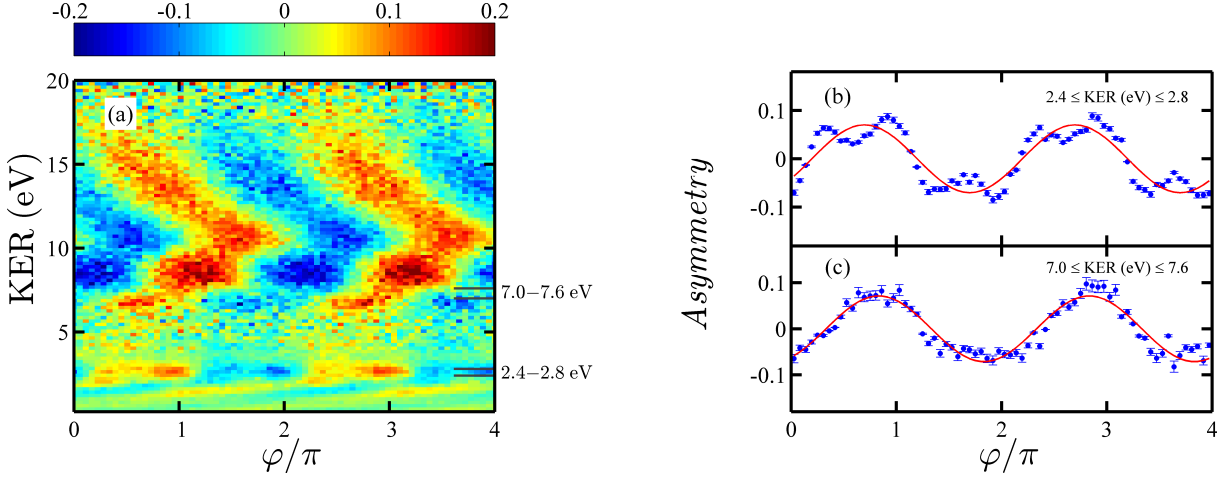 -0.2 -0.1 0 0.1 0.2
(a)
KER (eV)
20
15
10
5
7.0−7.6 eV
2.4−2.8 eV
0 1 2 3 4
φ/π
Asymmetry
(b)
2.4 ≤ KER (eV) ≤ 2.8
0.1
0
-0.1
(c)
7.0 ≤ KER (eV) ≤ 7.6
0.1
0
-0.1
0 1 2 3 4
φ/π